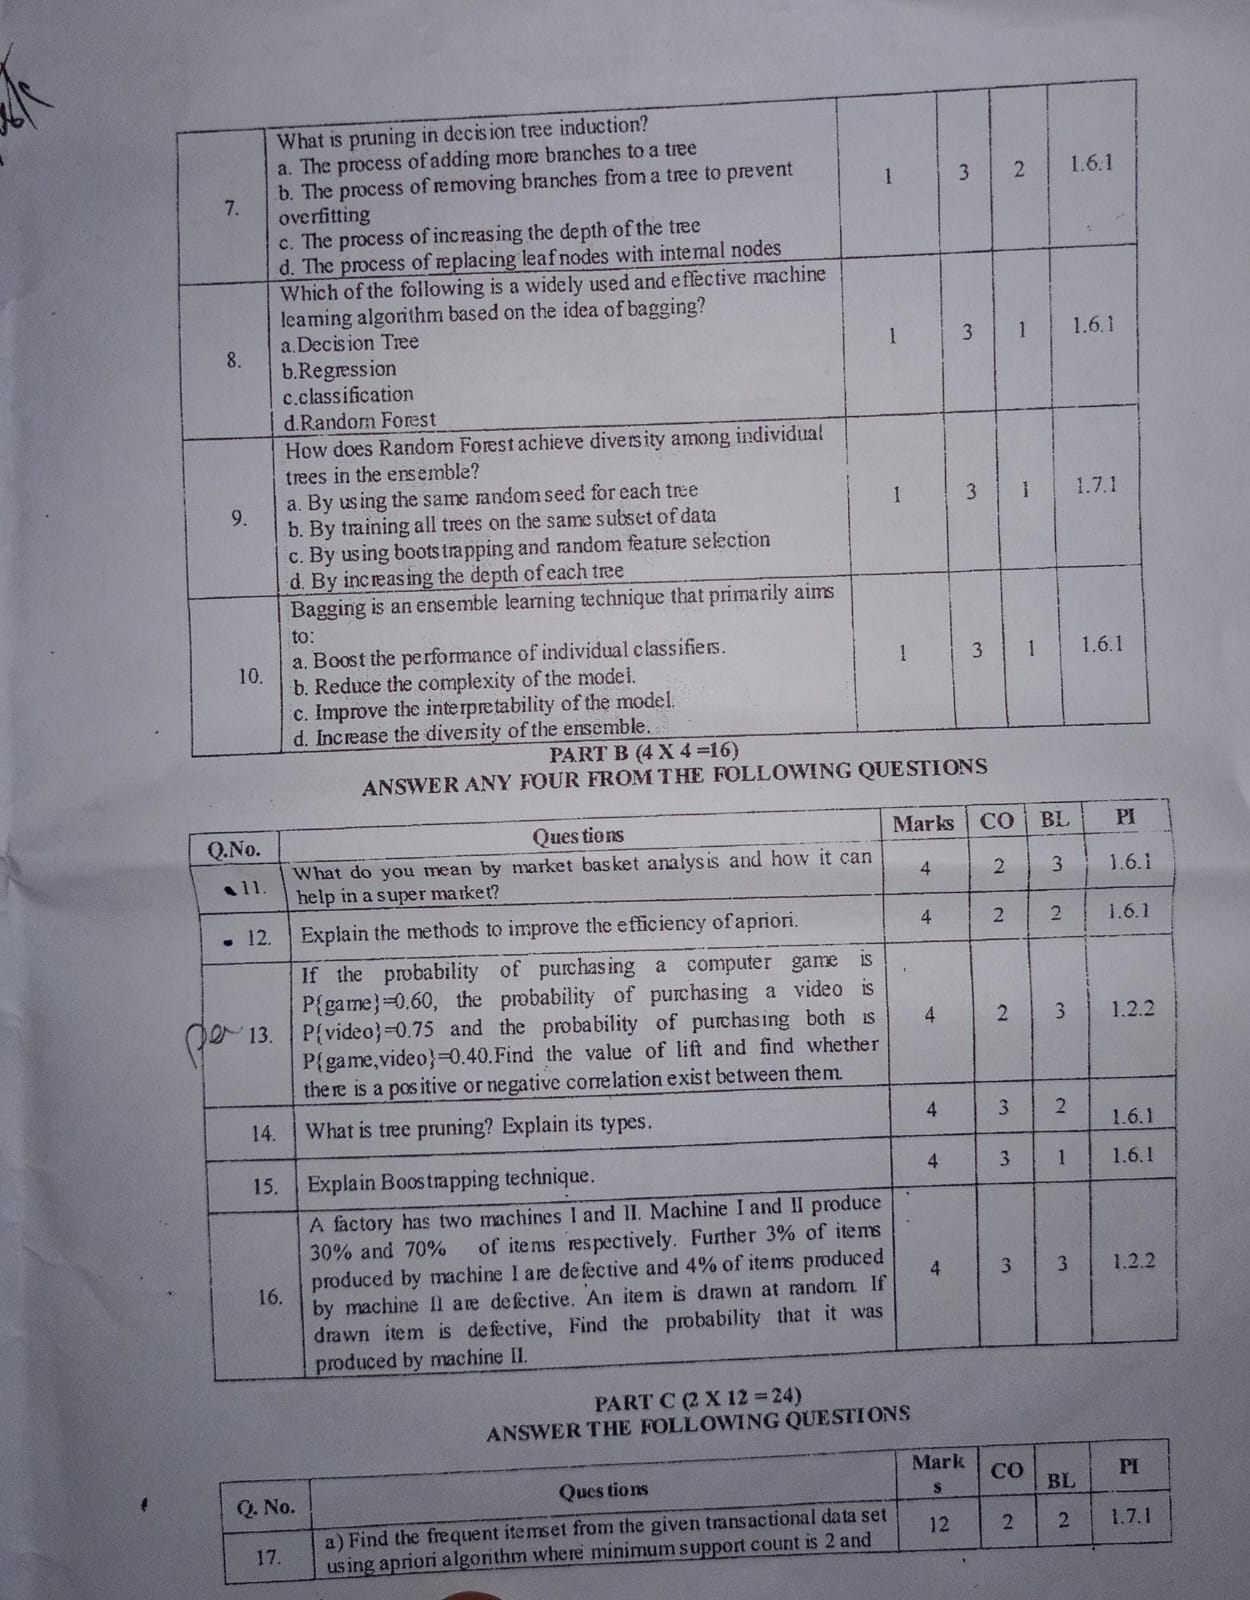 7.
What is pruning in decision tree induction?
a. The process of adding more branches to a tree
b. The process of removing branches from a tree to prevent
overfitting
c. The process of increasing the depth of the tree
d. The process of replacing leaf nodes with internal nodes
1 3 2 1.6.1
8.
Which of the following is a widely used and effective machine
learning algorithm based on the idea of bagging?
a.Decision Tree
b.Regression
c.classification
d.Random Forest
1 3 1 1.6.1
9.
How does Random Forest achieve diversity among individual
trees in the ensemble?
a. By using the same random seed for each tree
b. By training all trees on the same subset of data
c. By using bootstrapping and random feature selection
d. By increasing the depth of each tree
1 3 1 1.7.1
10.
Bagging is an ensemble learning technique that primarily aims
to:
a. Boost the performance of individual classifiers.
b. Reduce the complexity of the model.
c. Improve the interpretability of the model.
d. Increase the diversity of the ensemble.
1 3 1 1.6.1
PART B (4 X 4 =16)
ANSWER ANY FOUR FROM THE FOLLOWING QUESTIONS
Q.No. Questions Marks CO BL PI
11.
What do you mean by market basket analysis and how it can
help in a super market?
4 2 3 1.6.1
12. Explain the methods to improve the efficiency of apriori. 4 2 2 1.6.1
13.
If the probability of purchasing a computer game is
P{game}=0.60, the probability of purchasing a video is
P{video}=0.75 and the probability of purchasing both is
P{game,video}=0.40.Find the value of lift and find whether
there is a positive or negative correlation exist between them.
4 2 3 1.2.2
14. What is tree pruning? Explain its types. 4 3 2 1.6.1
15. Explain Boostrapping technique. 4 3 1 1.6.1
16.
A factory has two machines I and II. Machine I and II produce
30% and 70% of items respectively. Further 3% of items
produced by machine I are defective and 4% of items produced
by machine II are defective. An item is drawn at random. If
drawn item is defective, Find the probability that it was
produced by machine II.
4 3 3 1.2.2
PART C (2 X 12 = 24)
ANSWER THE FOLLOWING QUESTIONS
Q. No. Questions Mark
s CO BL PI
17.
a) Find the frequent itemset from the given transactional data set
using apriori algorithm where minimum support count is 2 and
12 2 2 1.7.1